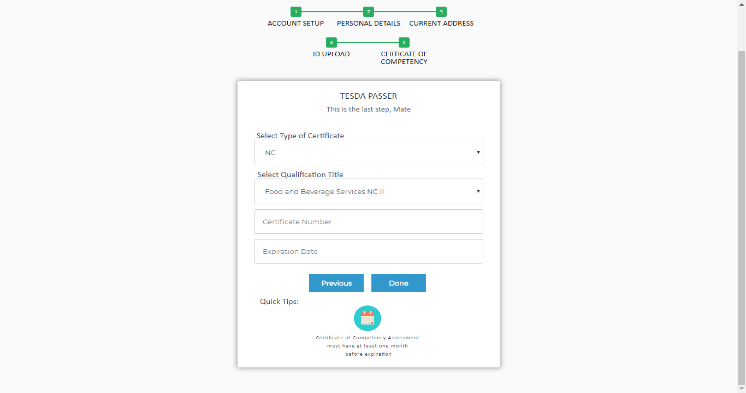 1 2 3
ACCOUNT SETUP PERSONAL DETAILS CURRENT ADDRESS
4 5
ID UPLOAD CERTICATE OF
COMPETENCY
TESDA PASSER
This is the last step, Mate
Select Type of Certificate
NC
Select Qualification Title
Food and Beverage Services NC II
Certificate Number
Expiration Date
Previous Done
Quick Tips:
Certificate of Competency Assessment
must have at least one month
before expiration